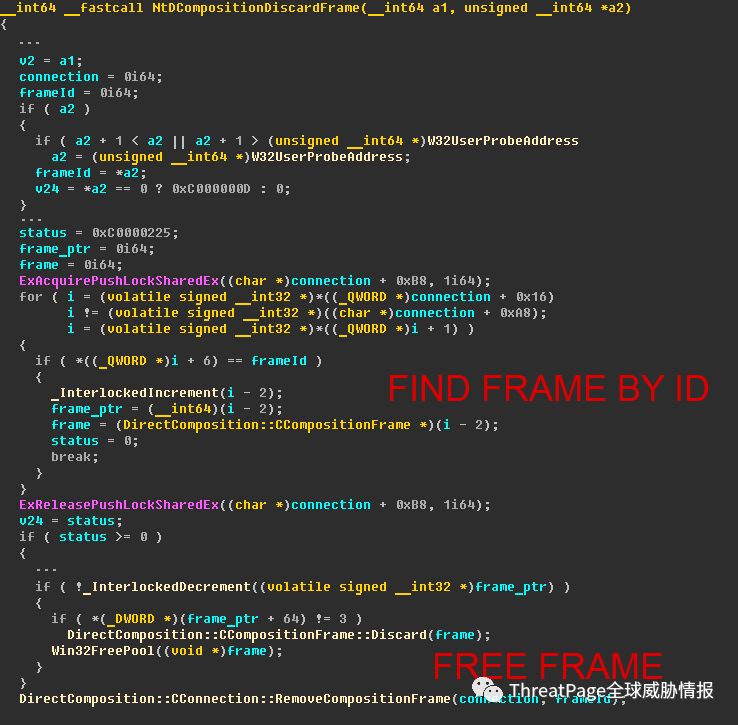 __int64 __fastcall NtDCompositionDiscardFrame(__int64 a1, unsigned __int64 *a2)
{
---
v2 = a1;
connection = 0i64;
frameId = 0i64;
if ( a2 )
{
if ( a2 + 1 < a2 || a2 + 1 > (unsigned __int64 *)W32UserProbeAddress
a2 = (unsigned __int64 *)W32UserProbeAddress;
frameId = *a2;
v24 = *a2 == 0 ? 0xC000000D : 0;
}
---
status = 0xC0000225;
frame_ptr = 0i64;
frame = 0i64;
ExAcquirePushLockSharedEx((char *)connection + 0xB8, 1i64);
for ( i = (volatile signed __int32 *)*((_QWORD *)connection + 0x16)
i != (volatile signed __int32 *)((char *)connection + 0xA8);
i = (volatile signed __int32 *)*((_QWORD *)i + 1) )
{
if ( *((_QWORD *)i + 6) == frameId )
{
_InterlockedIncrement(i - 2);
frame_ptr = (__int64)(i - 2);
frame = (DirectComposition::CCompositionFrame *)(i - 2);
status = 0;
break;
}
}
FIND FRAME BY ID
ExReleasePushLockSharedEx((char *)connection + 0xB8, 1i64);
v24 = status;
if ( status >= 0 )
{
---
if ( !_InterlockedDecrement((volatile signed __int32 *)frame_ptr) )
{
if ( *(_DWORD *)(frame_ptr + 64) != 3 )
DirectComposition::CCompositionFrame::Discard(frame);
Win32FreePool((void *)frame);
}
}
FREE FRAME
DirectComposition::CConnection::RemoveCompositionFrame(connection, frameId);
ThreatPage全球威胁情报